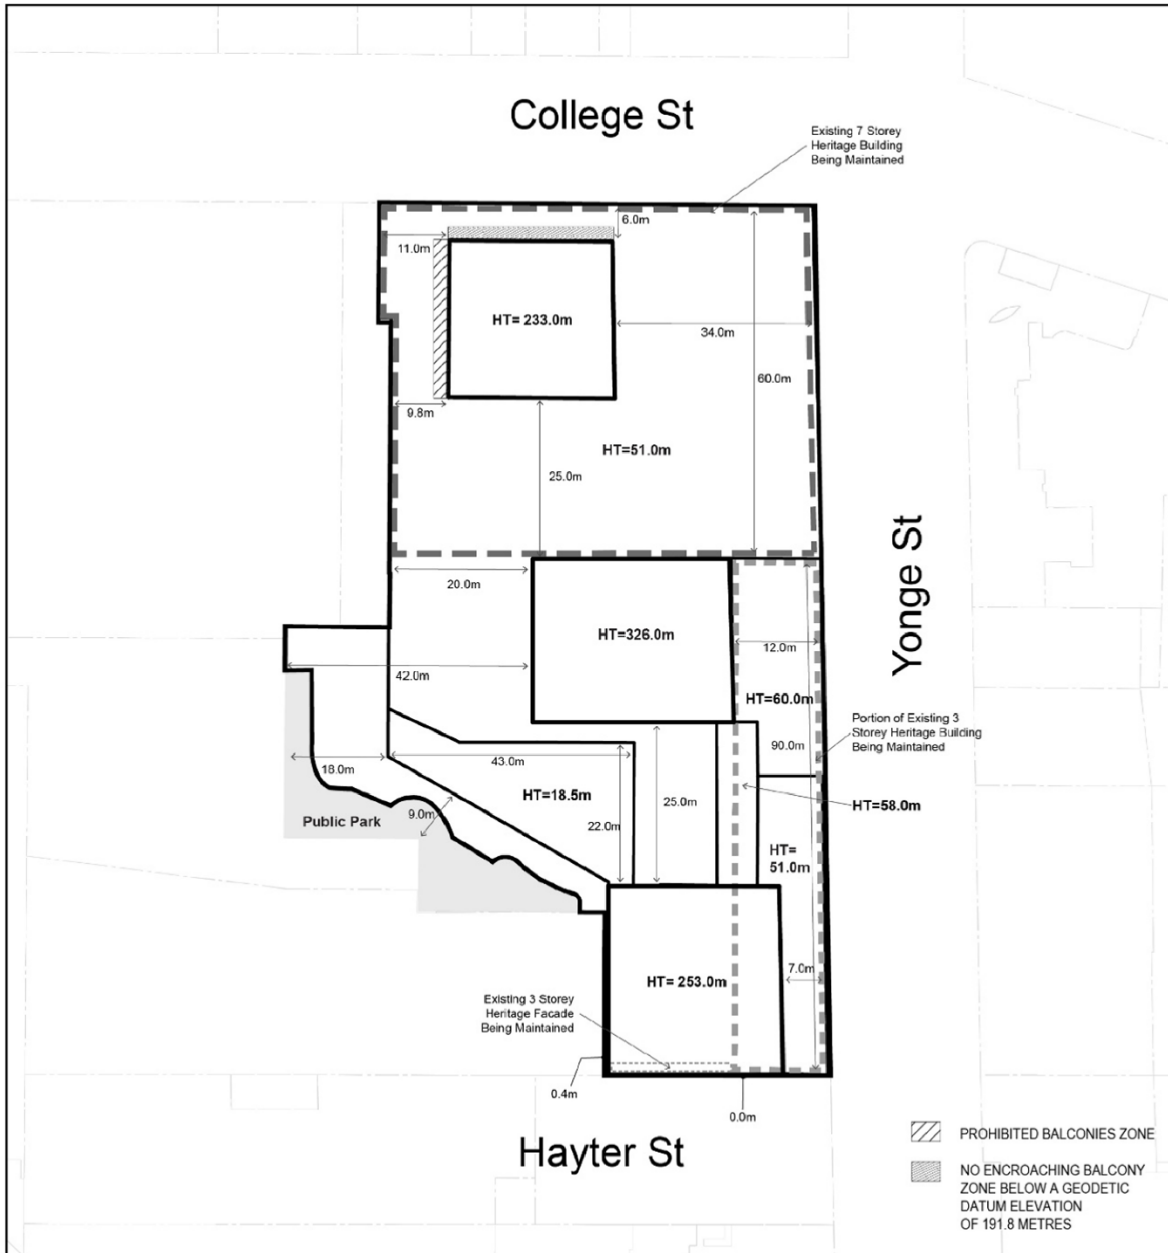 College St
Existing 7 Storey
Heritage Building
Being Maintained
6.0m
11.0m
HT= 233.0m
34.0m
60.0m
9.8m
HT=51.0m
25.0m
Yonge St
20.0m
HT=326.0m
12.0m
42.0m
HT=60.0m
Portion of Existing 3
Storey Heritage Building
Being Maintained
90.0m
18.0m
43.0m
HT=18.5m
25.0m
HT=58.0m
Public Park
9.0m
22.0m
HT=
51.0m
7.0m
HT= 253.0m
Existing 3 Storey
Heritage Facade
Being Maintained
0.4m
0.0m
Hayter St
PROHIBITED BALCONIES ZONE
NO ENCROACHING BALCONY
ZONE BELOW A GEODETIC
DATUM ELEVATION
OF 191.8 METRES